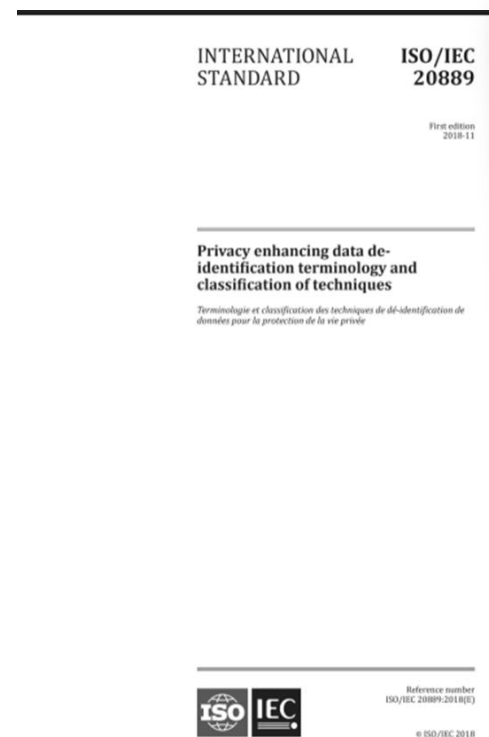 INTERNATIONAL
STANDARD
ISO/IEC
20889
First edition
2018-11
Privacy enhancing data de-
identification terminology and
classification of techniques
Terminologie et classification des techniques de dé-identification de
données pour la protection de la vie privée
ISO
IEC
Reference number
ISO/IEC 20889:2018(E)
© ISO/IEC 2018